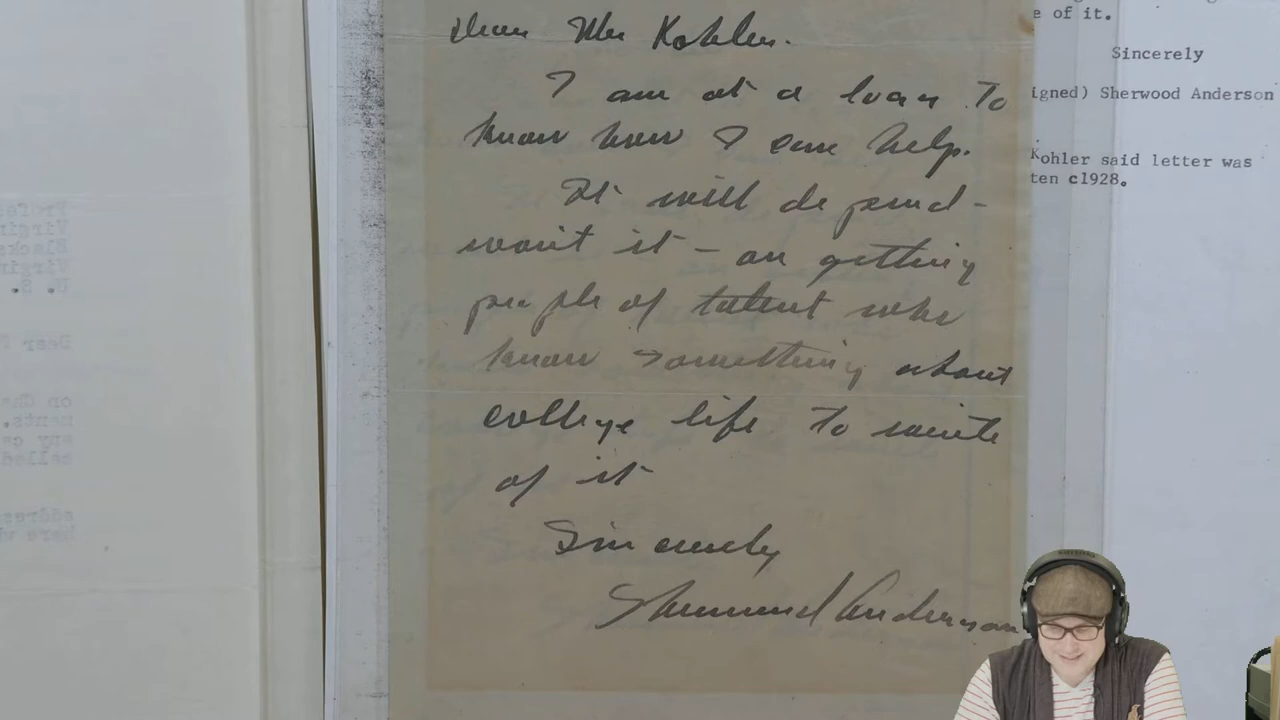 Dear Mr Kohler.
I am at a loss to
know how I can help.
It will depend -
won't it - on getting
people of talent who
know something about
college life to write
of it
Sincerely
Sherwood Anderson
e of it.
Sincerely
igned) Sherwood Anderson
Kohler said letter was
ten c1928.